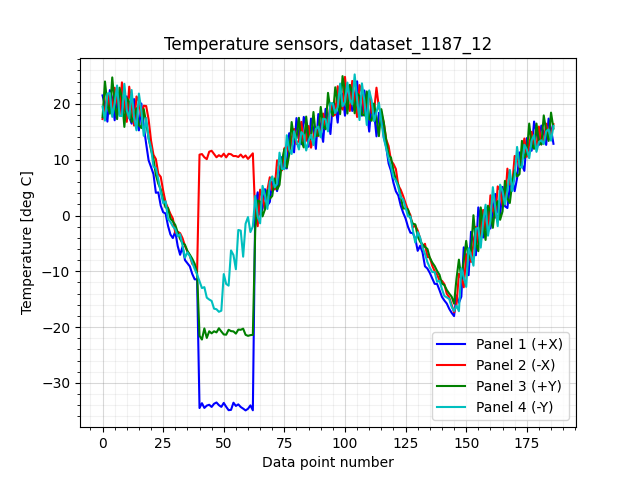 Temperature sensors, dataset_1187_12
Temperature [deg C]
20
10
0
−10
−20
−30
0 25 50 75 100 125 150 175
Data point number
Panel 1 (+X)
Panel 2 (-X)
Panel 3 (+Y)
Panel 4 (-Y)